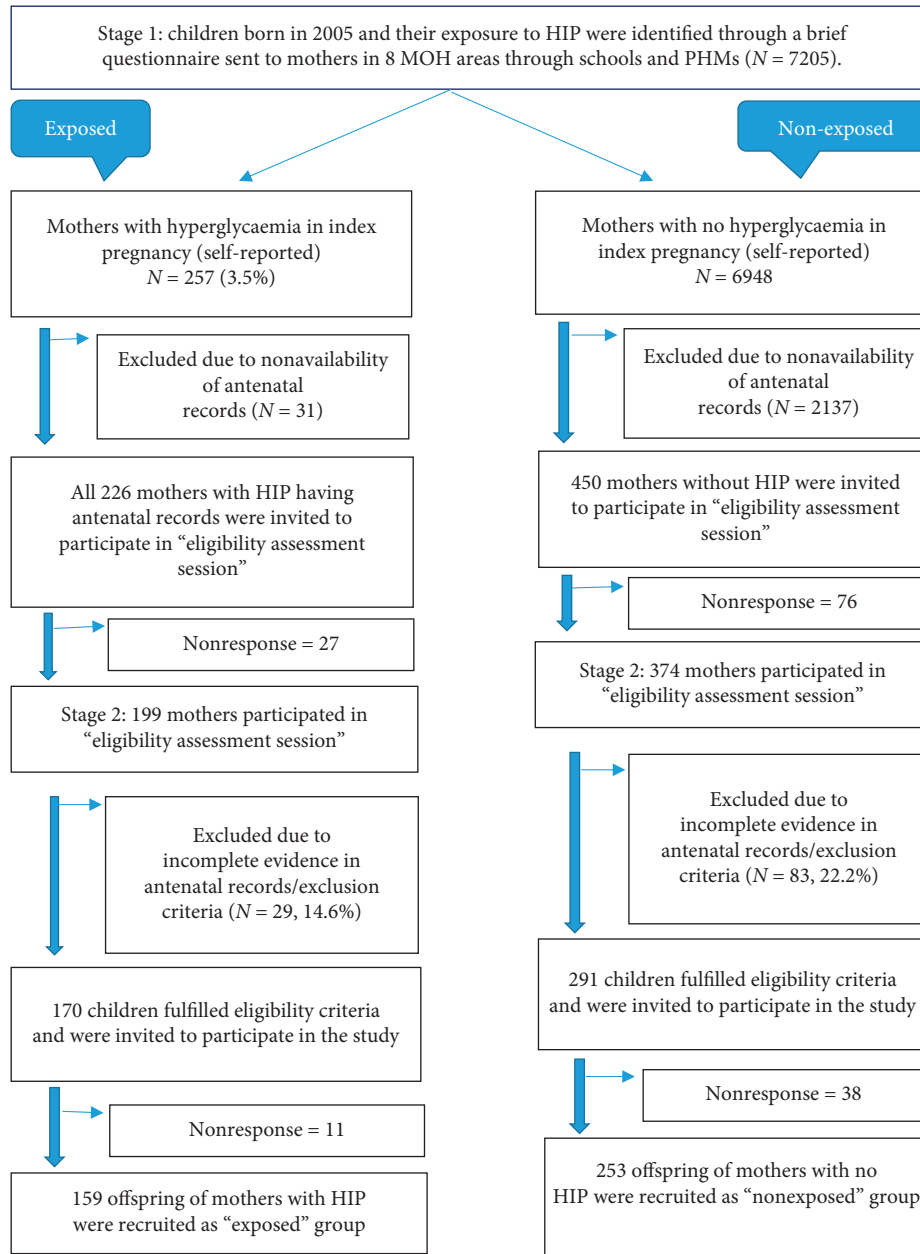 Stage 1: children born in 2005 and their exposure to HIP were identified through a brief
questionnaire sent to mothers in 8 MOH areas through schools and PHMs (N = 7205).
Exposed
Non-exposed
Mothers with hyperglycaemia in index
pregnancy (self-reported)
N = 257 (3.5%)
Mothers with no hyperglycaemia in
index pregnancy (self-reported)
N = 6948
Excluded due to nonavailability
of antenatal
records (N = 31)
Excluded due to nonavailability
of antenatal
records (N = 2137)
All 226 mothers with HIP having
antenatal records were invited to
participate in “eligibility assessment
session”
450 mothers without HIP were invited
to participate in “eligibility assessment
session”
Nonresponse = 27
Nonresponse = 76
Stage 2: 199 mothers participated in
“eligibility assessment session”
Stage 2: 374 mothers participated in
“eligibility assessment session”
Excluded due to
incomplete evidence in
antenatal records/exclusion
criteria (N = 29, 14.6%)
Excluded due to
incomplete evidence in
antenatal records/exclusion
criteria (N = 83, 22.2%)
170 children fulfilled eligibility criteria
and were invited to participate in the study
291 children fulfilled eligibility criteria
and were invited to participate in the study
Nonresponse = 11
Nonresponse = 38
159 offspring of mothers with HIP
were recruited as “exposed” group
253 offspring of mothers with no
HIP were recruited as “nonexposed” group